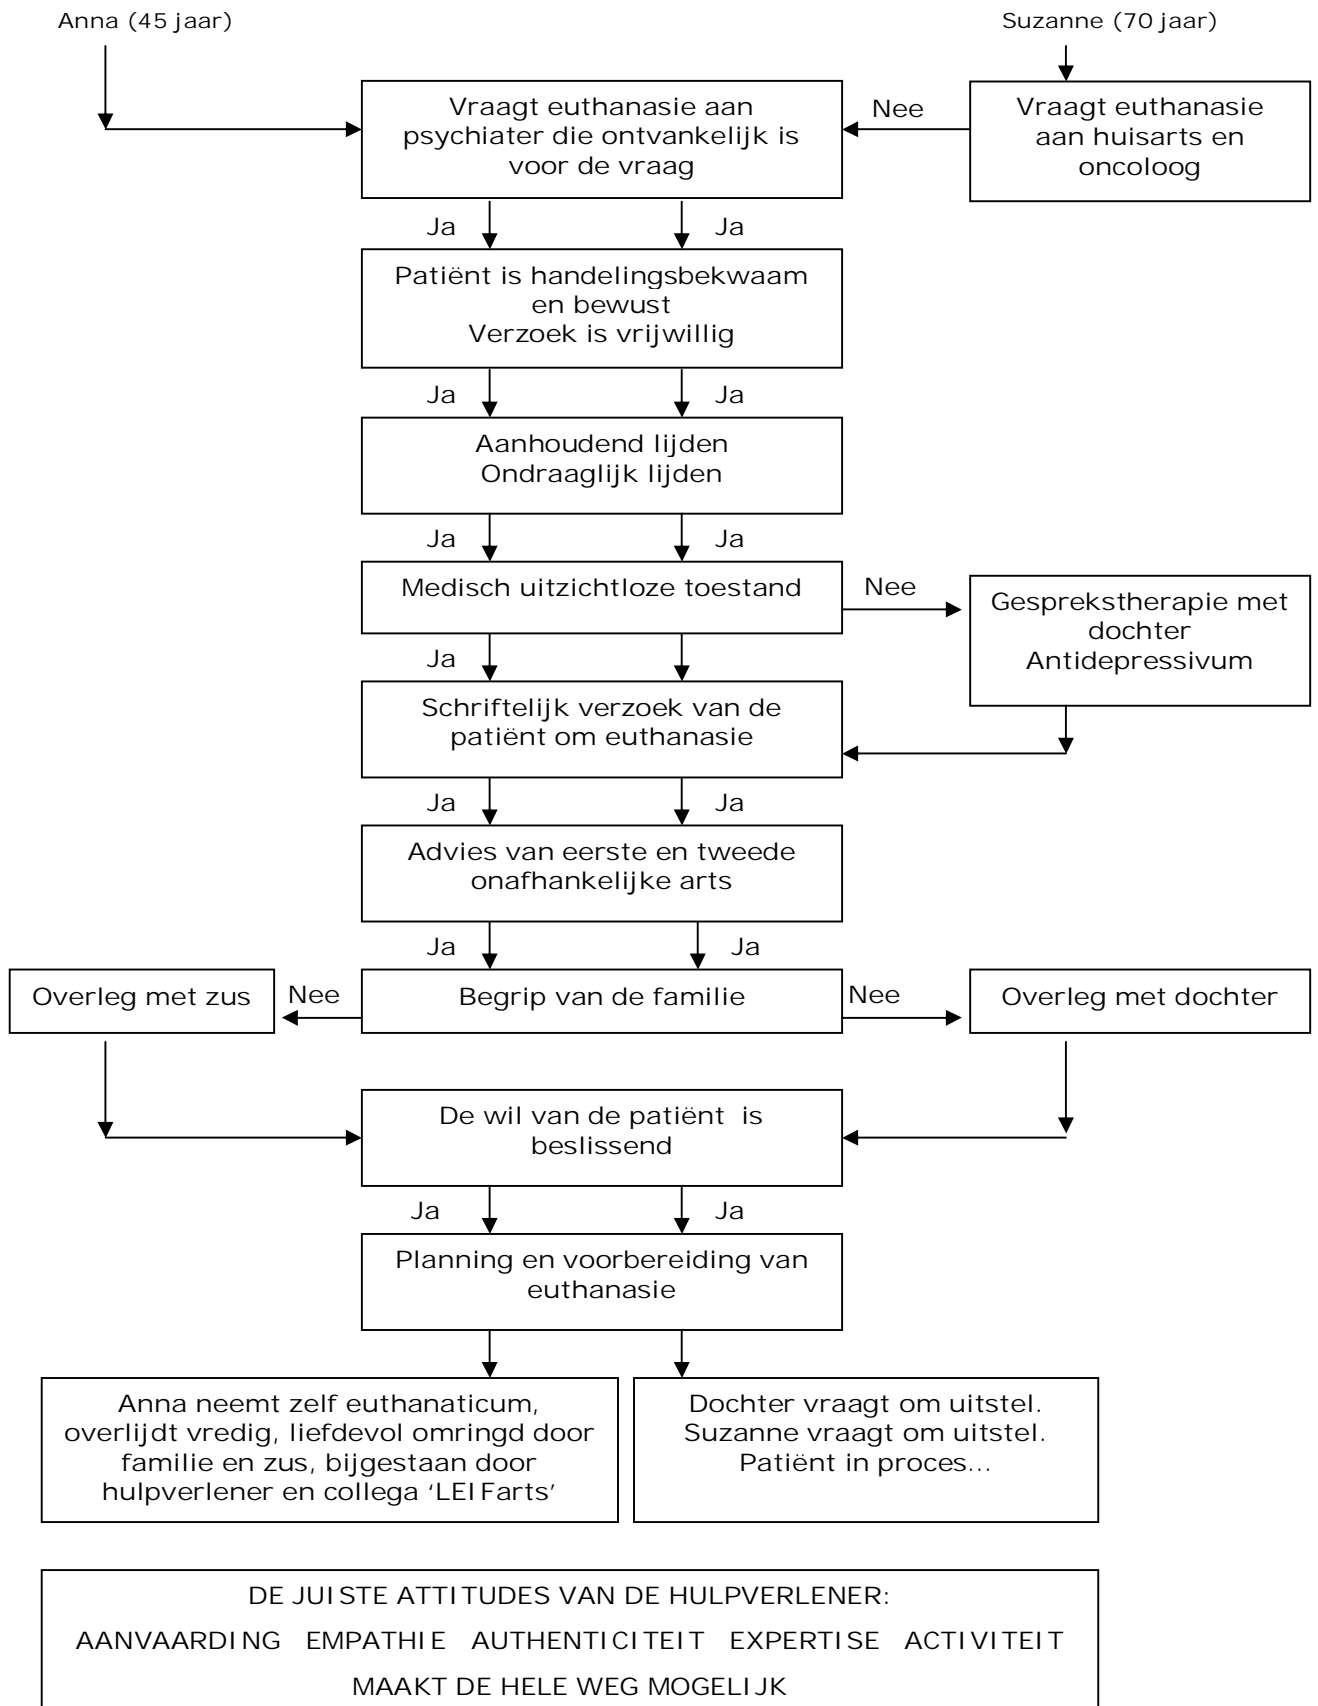 Anna (45 jaar)
Suzanne (70 jaar)
Vraagt euthanasie aan
psychiater die ontvankelijk is
voor de vraag
Nee
Vraagt euthanasie
aan huisarts en
oncoloog
Ja
Ja
Patiënt is handelingsbekwaam
en bewust
Verzoek is vrijwillig
Ja
Ja
Aanhoudend lijden
Ondraaglijk lijden
Ja
Ja
Medisch uitzichtloze toestand
Nee
Gesprekstherapie met
dochter
Antidepressivum
Ja
Schriftelijk verzoek van de
patiënt om euthanasie
Ja
Ja
Advies van eerste en tweede
onafhankelijke arts
Ja
Ja
Overleg met zus
Nee
Begrip van de familie
Nee
Overleg met dochter
De wil van de patiënt is
beslissend
Ja
Ja
Planning en voorbereiding van
euthanasie
Anna neemt zelf euthanaticum,
overlijdt vredig, liefdevol omringd door
familie en zus, bijgestaan door
hulpverlener en collega ‘LEIFarts’
Dochter vraagt om uitstel.
Suzanne vraagt om uitstel.
Patiënt in proces...
DE JUISTE ATTITUDES VAN DE HULPVERLENER:
AANVAARDING EMPATHIE AUTHENTICITEIT EXPERTISE ACTIVITEIT
MAAKT DE HELE WEG MOGELIJK